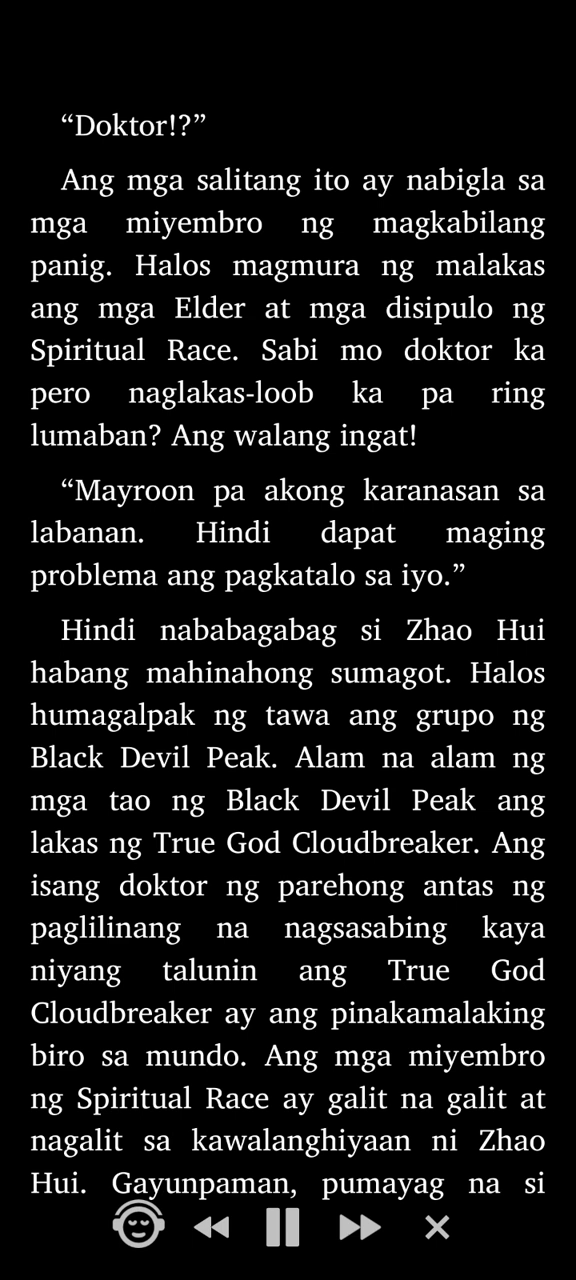 “Doktor!?”
Ang mga salitang ito ay nabigla sa
mga miyembro ng magkabilang
panig. Halos magmura ng malakas
ang mga Elder at mga disipulo ng
Spiritual Race. Sabi mo doktor ka
pero naglakas-loob ka pa ring
lumaban? Ang walang ingat!
“Mayroon pa akong karanasan sa
labanan. Hindi dapat maging
problema ang pagkatalo sa iyo.”
Hindi nababagabag si Zhao Hui
habang mahinahong sumagot. Halos
humagalpak ng tawa ang grupo ng
Black Devil Peak. Alam na alam ng
mga tao ng Black Devil Peak ang
lakas ng True God Cloudbreaker. Ang
isang doktor ng parehong antas ng
paglilinang na nagsasabing kaya
niyang talunin ang True God
Cloudbreaker ay ang pinakamalaking
biro sa mundo. Ang mga miyembro
ng Spiritual Race ay galit na galit at
nagalit sa kawalanghiyaan ni Zhao
Hui. Gayunpaman, pumayag na si